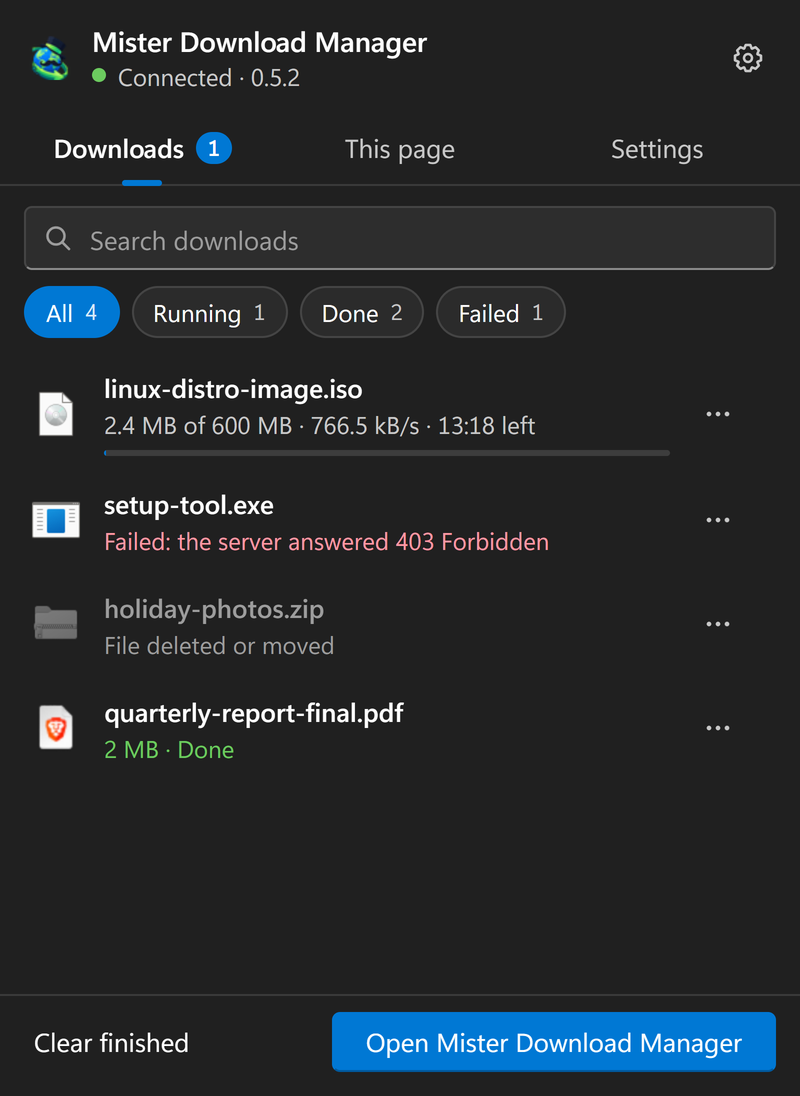 Mister Download Manager
Connected · 0.5.2
Downloads 1 This page Settings
Search downloads
All 4 Running 1 Done 2 Failed 1
linux-distro-image.iso
2.4 MB of 600 MB · 766.5 kB/s · 13:18 left
setup-tool.exe
Failed: the server answered 403 Forbidden
holiday-photos.zip
File deleted or moved
quarterly-report-final.pdf
2 MB · Done
Clear finished Open Mister Download Manager